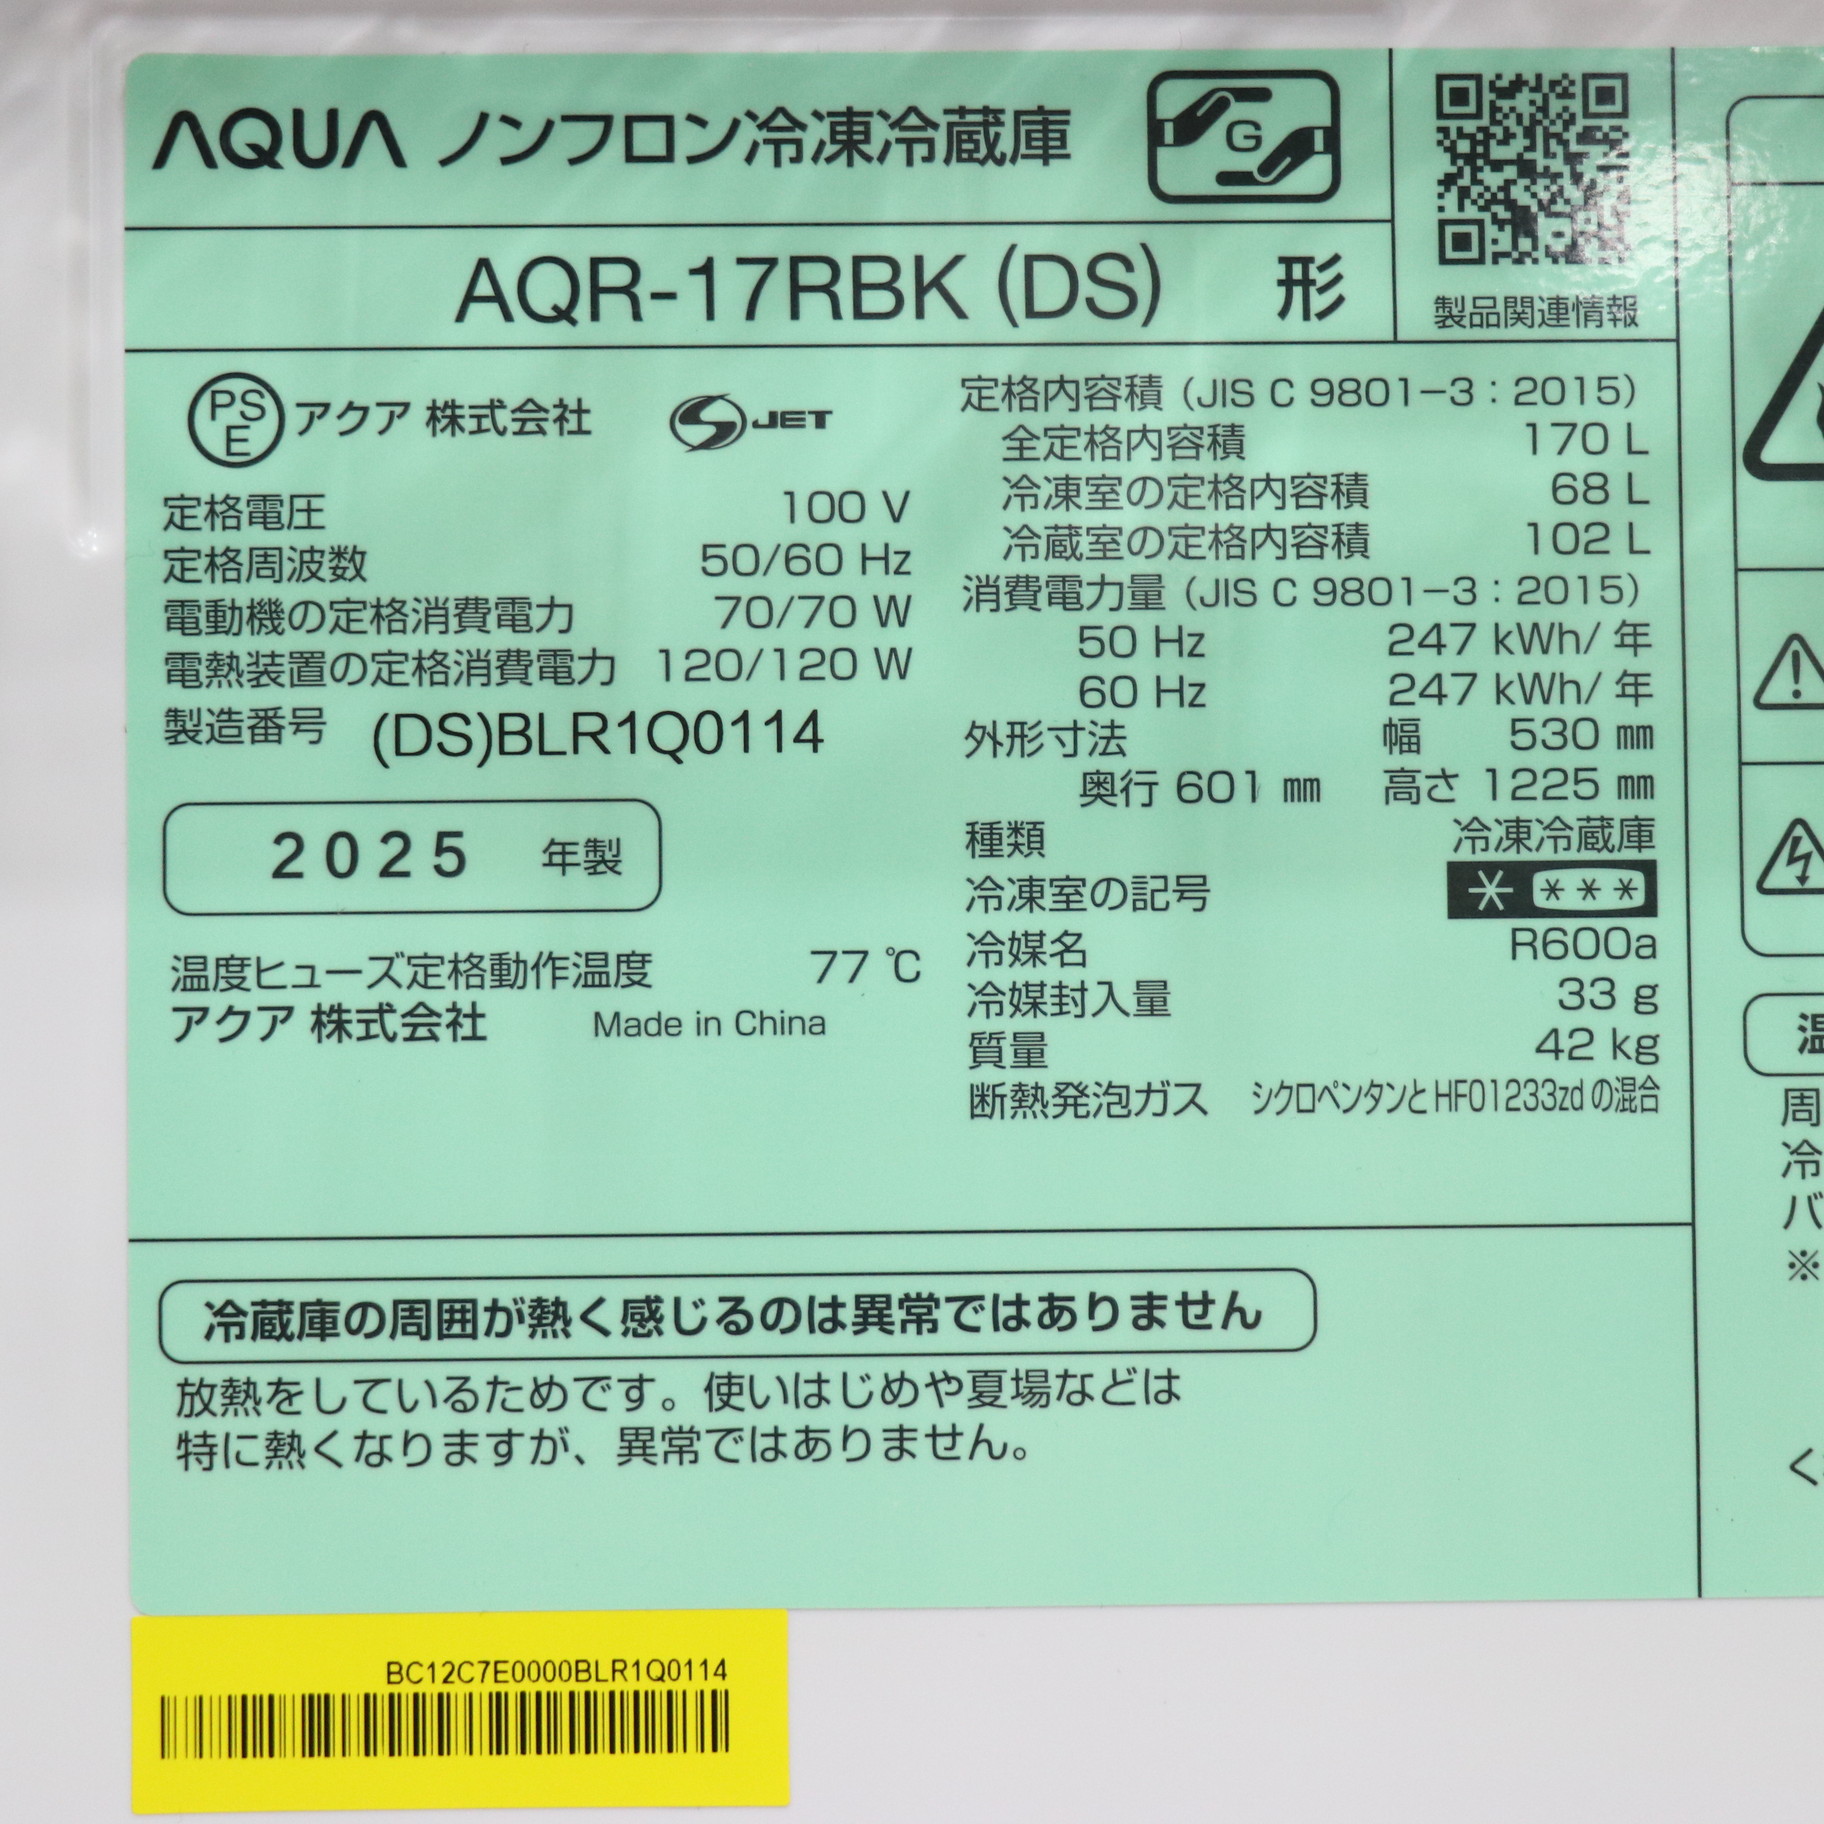 AQUA ノンフロン冷凍冷蔵庫
G
AQR-17RBK (DS) 形
製品関連情報
PS
E
アクア 株式会社
S JET
定格電圧 100 V
定格周波数 50/60 Hz
電動機の定格消費電力 70/70 W
電熱装置の定格消費電力 120/120 W
製造番号 (DS)BLR1Q0114
2025 年製
温度ヒューズ定格動作温度 77 ℃
アクア 株式会社 Made in China
定格内容積 (JIS C 9801-3:2015)
全定格内容積 170 L
冷凍室の定格内容積 68 L
冷蔵室の定格内容積 102 L
消費電力量 (JIS C 9801-3:2015)
50 Hz 247 kWh/年
60 Hz 247 kWh/年
外形寸法 幅 530 ㎜
奥行 601 ㎜ 高さ 1225 ㎜
種類 冷凍冷蔵庫
冷凍室の記号 * ***
冷媒名 R600a
冷媒封入量 33 g
質量 42 kg
断熱発泡ガス シクロペンタンとHFO1233zdの混合
冷蔵庫の周囲が熱く感じるのは異常ではありません
放熱をしているためです。使いはじめや夏場などは
特に熱くなりますが、異常ではありません。
温
周
冷
バ
※
BC12C7E0000BLR1Q0114